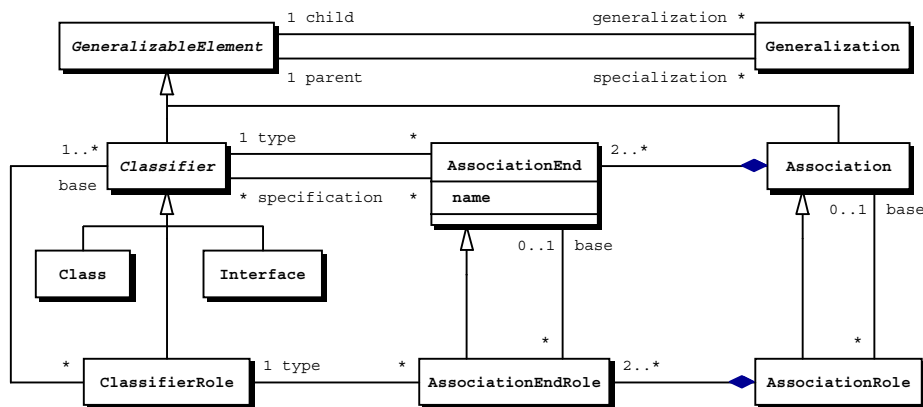 1 child generalization *
GeneralizableElement Generalization
1 parent specialization *
1..* 1 type * 2..*
Classifier AssociationEnd Association
base * specification * name 0..1 base
0..1 base
Class Interface
* 1 type * * 2..* *
ClassifierRole AssociationEndRole AssociationRole